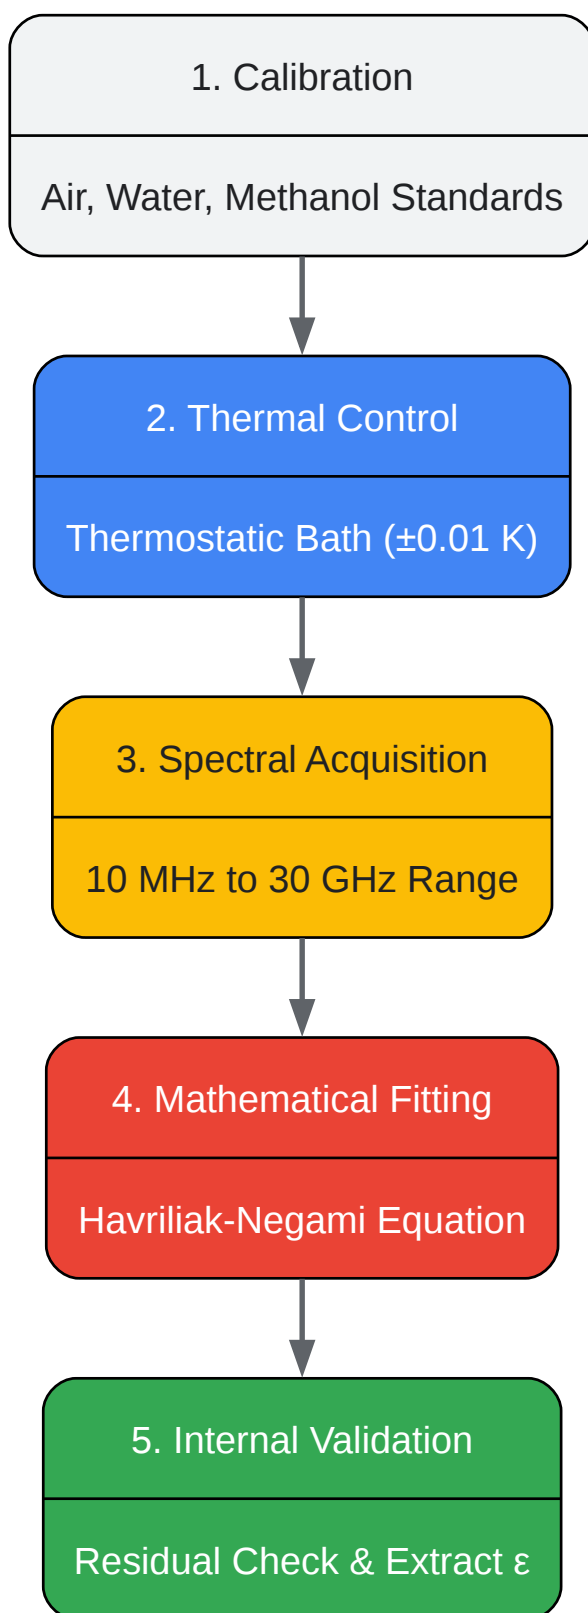 1. Calibration
Air, Water, Methanol Standards
2. Thermal Control
Thermostatic Bath (±0.01 K)
3. Spectral Acquisition
10 MHz to 30 GHz Range
4. Mathematical Fitting
Havriliak-Negami Equation
5. Internal Validation
Residual Check & Extract ε